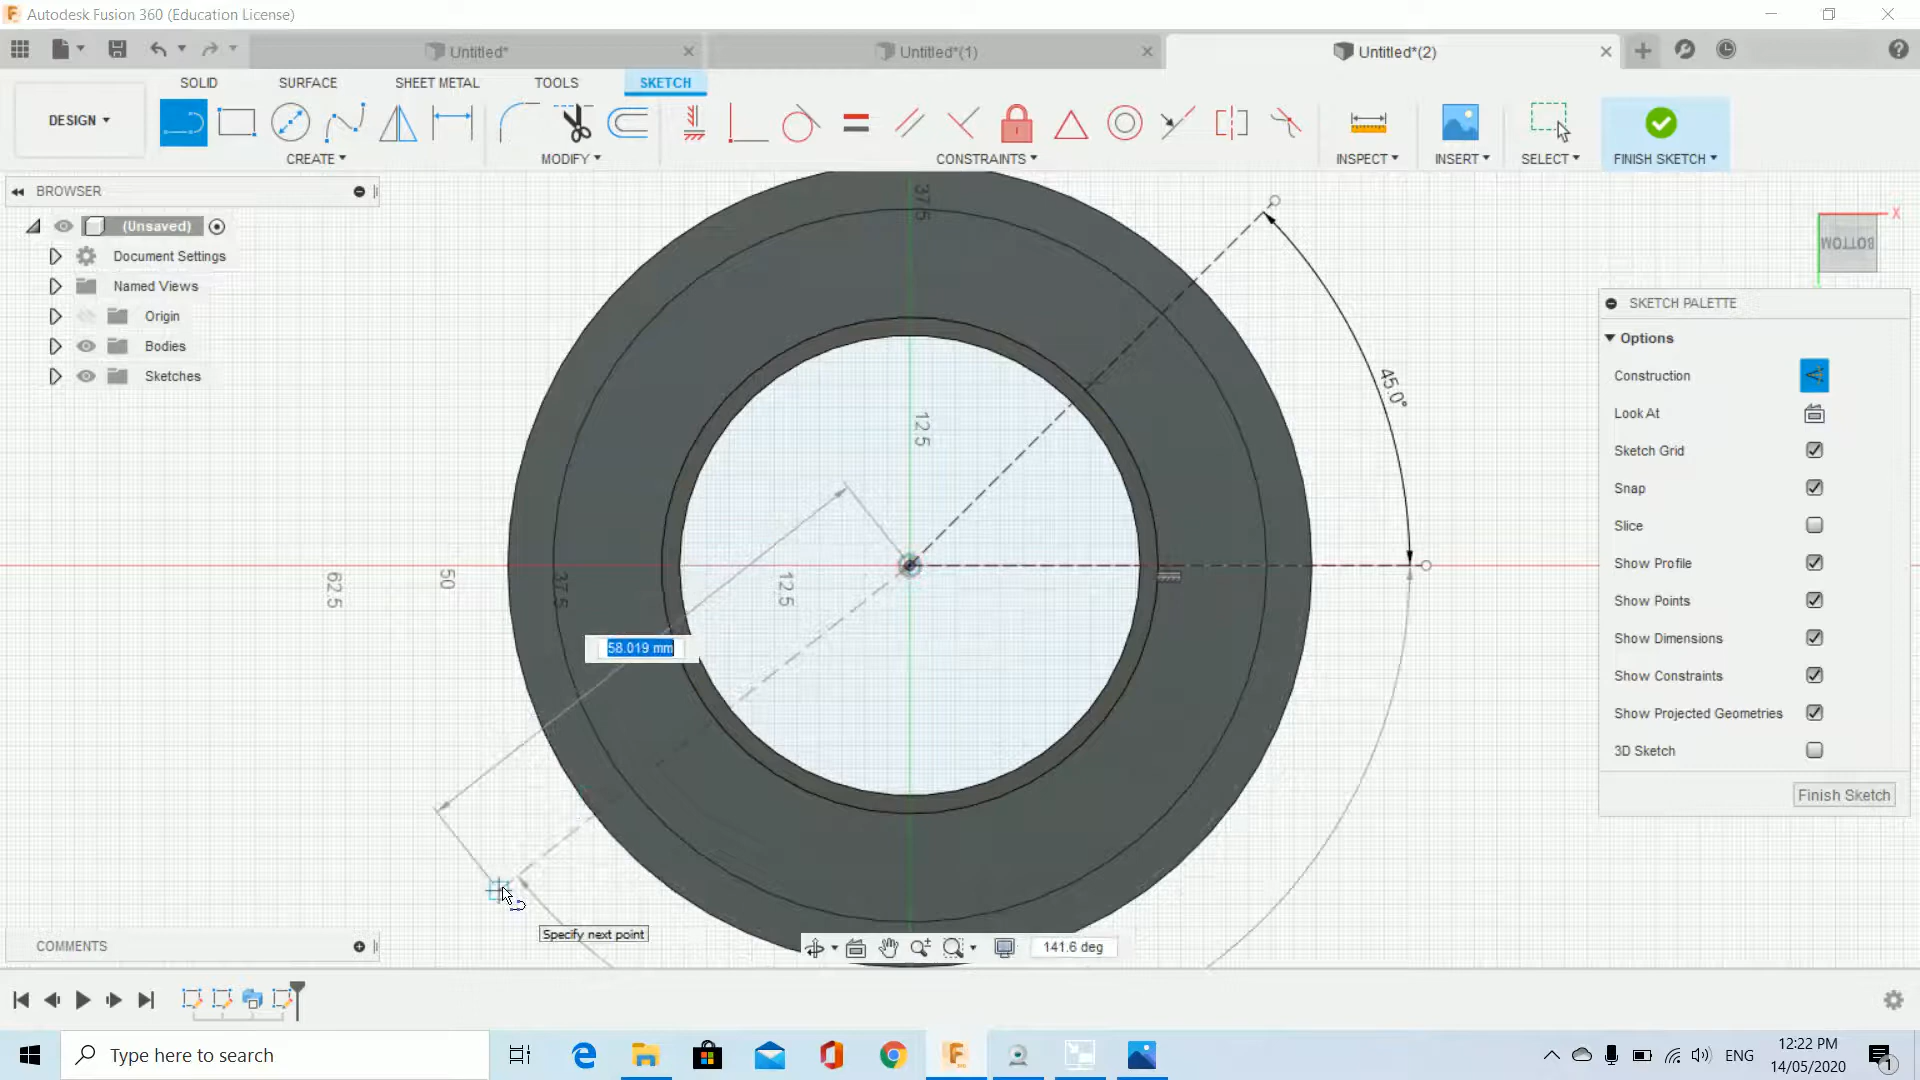 Autodesk Fusion 360 (Education License)
Untitled*
Untitled*(1)
Untitled*(2)
DESIGN
SOLID
SURFACE
SHEET METAL
TOOLS
SKETCH
CREATE
MODIFY
CONSTRAINTS
INSPECT
INSERT
SELECT
FINISH SKETCH
BROWSER
(Unsaved)
Document Settings
Named Views
Origin
Bodies
Sketches
37.5
12.5
45.0°
62.5
50
37.5
12.5
58.019 mm
Specify next point
141.6 deg
X
BOTTOM
SKETCH PALETTE
Options
Construction
Look At
Sketch Grid
Snap
Slice
Show Profile
Show Points
Show Dimensions
Show Constraints
Show Projected Geometries
3D Sketch
Finish Sketch
COMMENTS
Type here to search
ENG
12:22 PM
14/05/2020
1